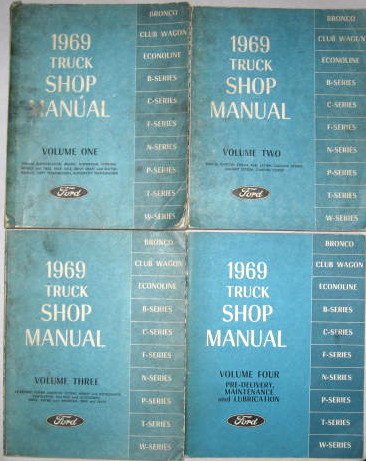 1969
TRUCK
SHOP
MANUAL
VOLUME ONE
Ford
BRONCO
CLUB WAGON
ECONOLINE
B-SERIES
C-SERIES
F-SERIES
N-SERIES
P-SERIES
T-SERIES
W-SERIES
1969
TRUCK
SHOP
MANUAL
VOLUME TWO
Ford
BRONCO
CLUB WAGON
ECONOLINE
B-SERIES
C-SERIES
F-SERIES
N-SERIES
P-SERIES
T-SERIES
W-SERIES
1969
TRUCK
SHOP
MANUAL
VOLUME THREE
Ford
BRONCO
CLUB WAGON
ECONOLINE
B-SERIES
C-SERIES
F-SERIES
N-SERIES
P-SERIES
T-SERIES
W-SERIES
1969
TRUCK
SHOP
MANUAL
VOLUME FOUR
PRE-DELIVERY,
MAINTENANCE
and LUBRICATION
Ford
BRONCO
CLUB WAGON
ECONOLINE
B-SERIES
C-SERIES
F-SERIES
N-SERIES
P-SERIES
T-SERIES
W-SERIES